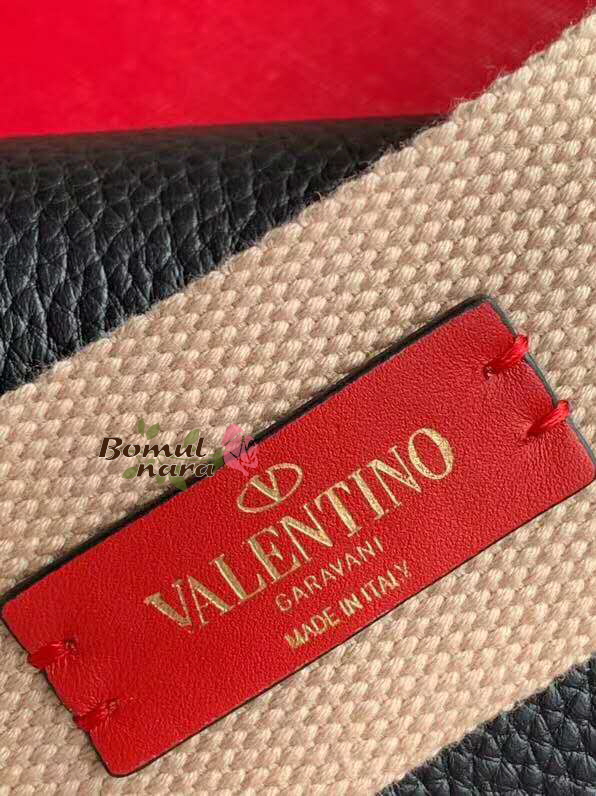 Bomul
nara
V
VALENTINO
GARAVANI
MADE IN ITALY